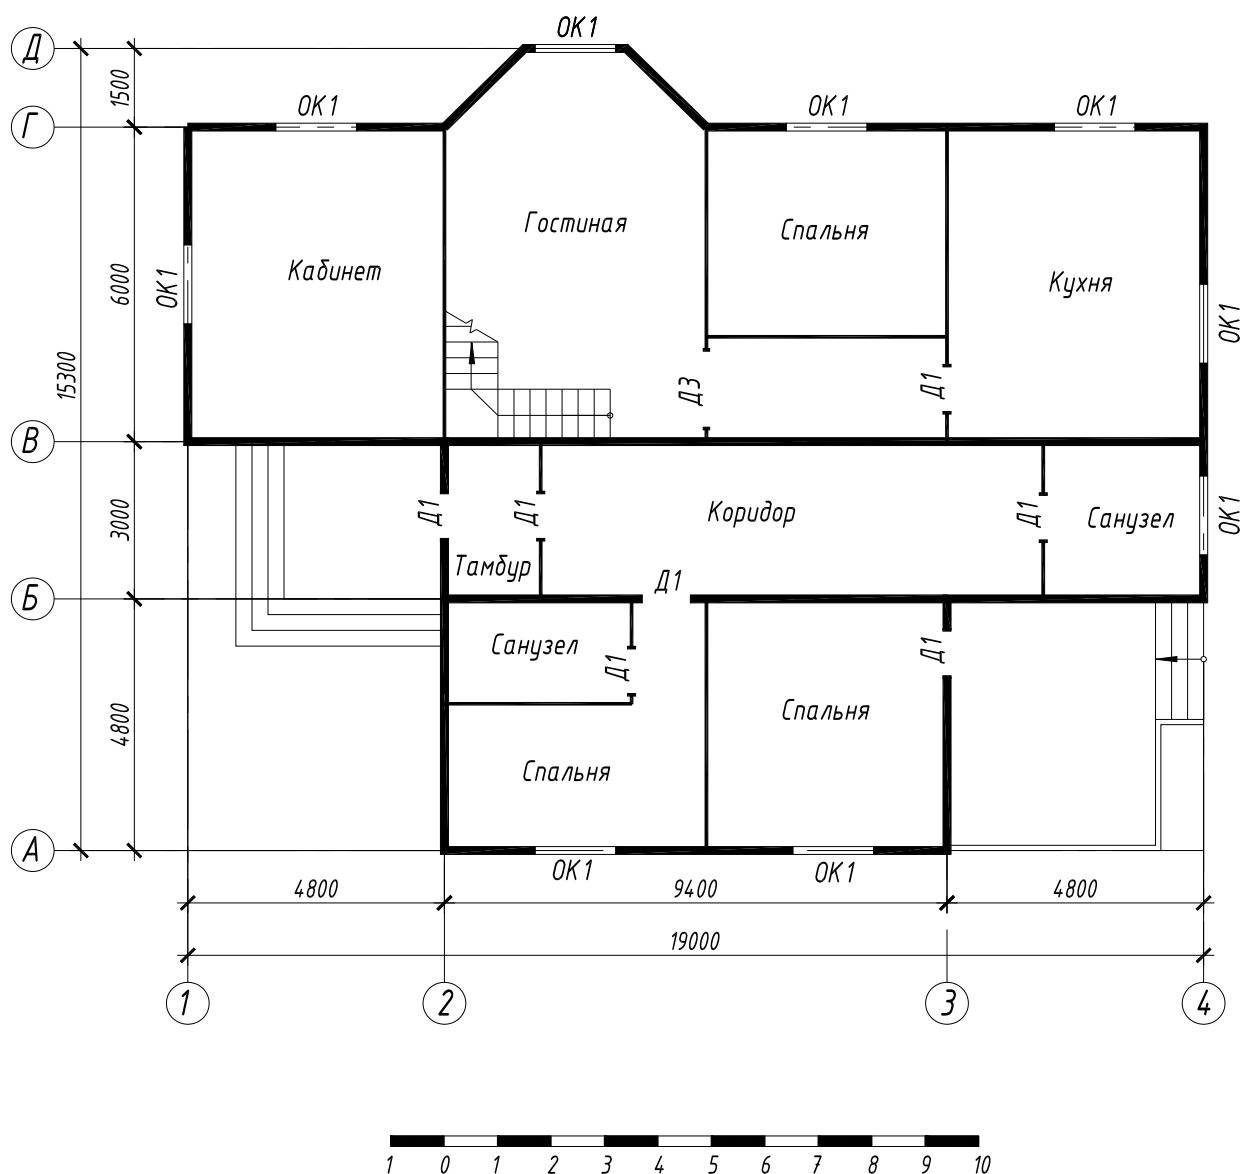 ОК1
Д
1500
ОК1
ОК1
ОК1
Г
Гостиная
Спальня
Кабинет
Кухня
6000
ОК1
ОК1
15300
Д3
Д1
В
3000
Д1
Д1
Коридор
Д1
Санузел
ОК1
Тамбур
Д1
Б
Санузел
Д1
Д1
4800
Спальня
Спальня
А
ОК1
ОК1
4800
9400
4800
19000
1
2
3
4
1 0 1 2 3 4 5 6 7 8 9 10